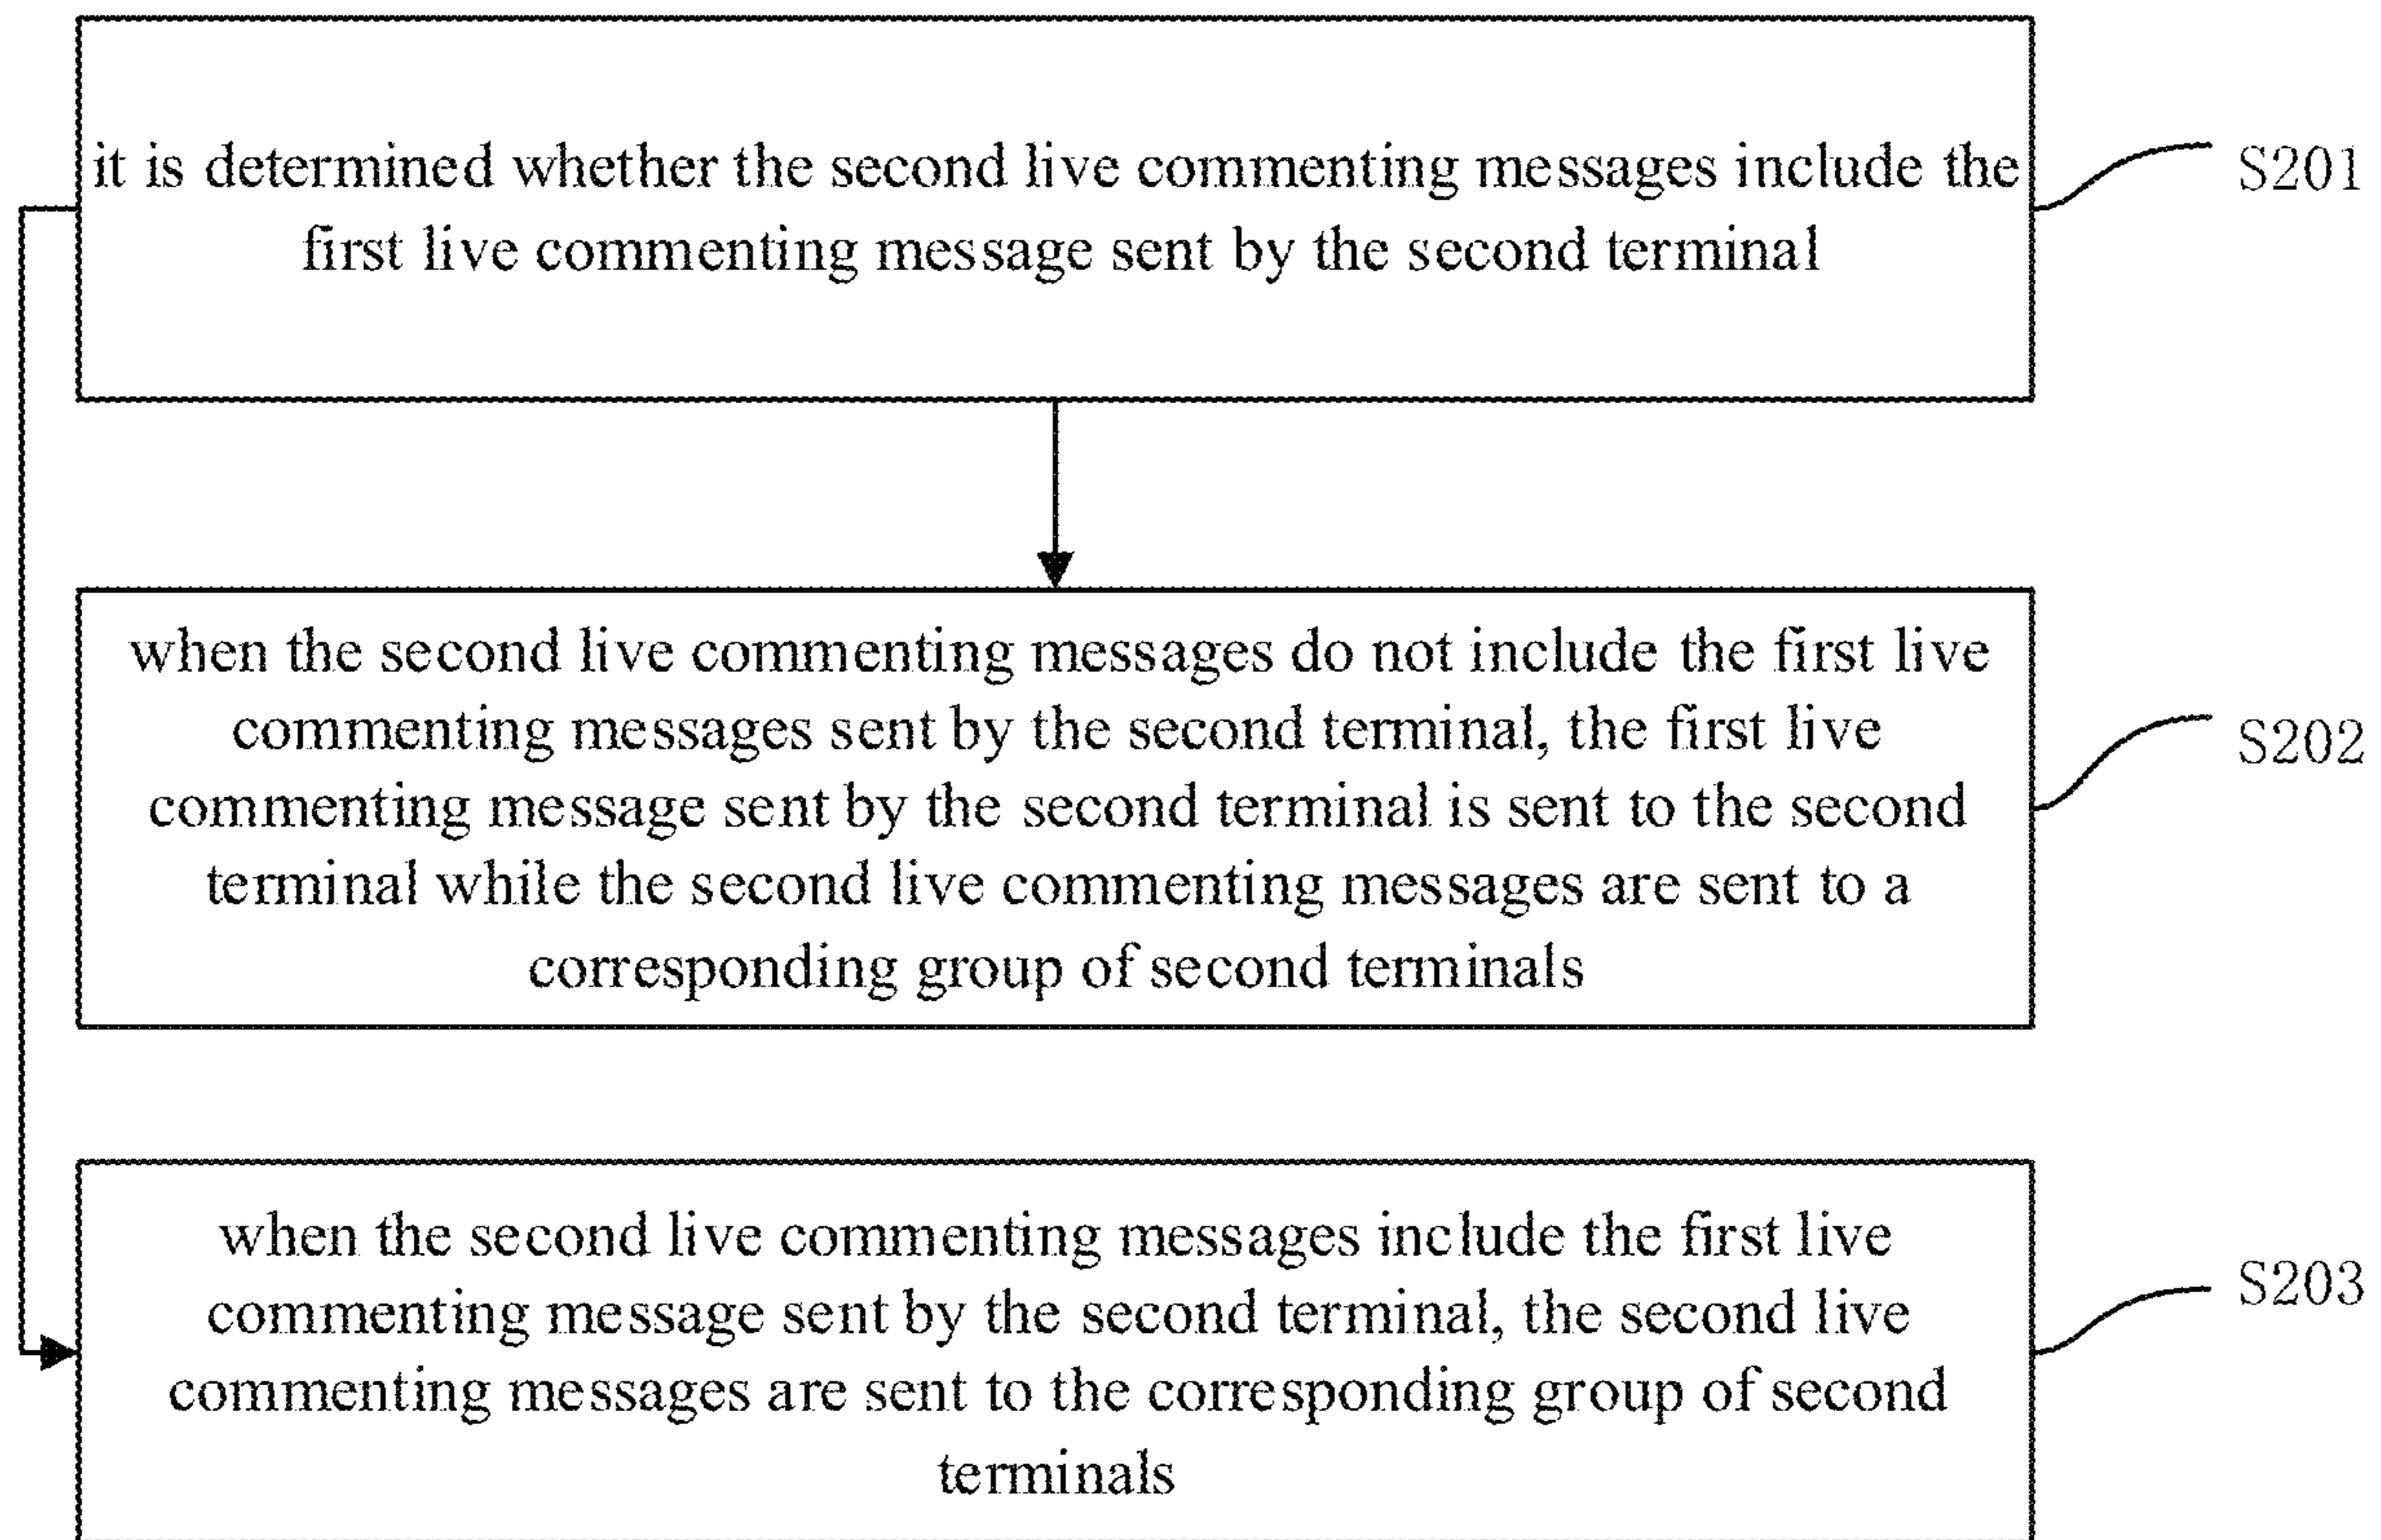 it is determined whether the second live commenting messages include the
first live commenting message sent by the second terminal
S201
when the second live commenting messages do not include the first live
commenting messages sent by the second terminal, the first live
commenting message sent by the second terminal is sent to the second
terminal while the second live commenting messages are sent to a
corresponding group of second terminals
S202
when the second live commenting messages include the first live
commenting message sent by the second terminal, the second live
commenting messages are sent to the corresponding group of second
terminals
S203